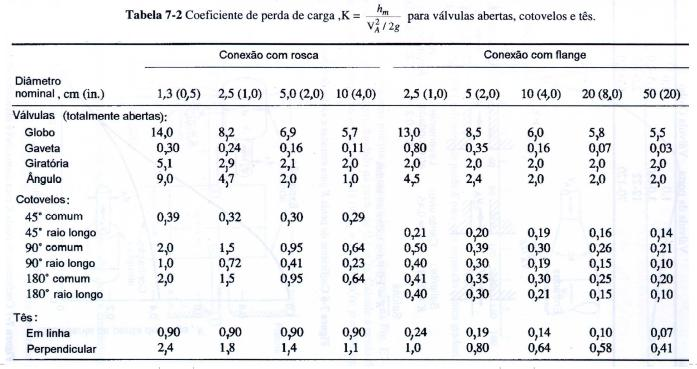 Tabela 7-2 Coeficiente de perda de carga ,K = h_m / V_A^2 / 2g para válvulas abertas, cotovelos e tês.
Conexão com rosca Conexão com flange
Diâmetro
nominal , cm (in.) 1,3 (0,5) 2,5 (1,0) 5,0 (2,0) 10 (4,0) 2,5 (1,0) 5 (2,0) 10 (4,0) 20 (8,0) 50 (20)
Válvulas (totalmente abertas):
Globo 14,0 8,2 6,9 5,7 13,0 8,5 6,0 5,8 5,5
Gaveta 0,30 0,24 0,16 0,11 0,80 0,35 0,16 0,07 0,03
Giratória 5,1 2,9 2,1 2,0 2,0 2,0 2,0 2,0 2,0
Ângulo 9,0 4,7 2,0 1,0 4,5 2,4 2,0 2,0 2,0
Cotovelos:
45° comum 0,39 0,32 0,30 0,29
45° raio longo 0,21 0,20 0,19 0,16 0,14
90° comum 2,0 1,5 0,95 0,64 0,50 0,39 0,30 0,26 0,21
90° raio longo 1,0 0,72 0,41 0,23 0,40 0,30 0,19 0,15 0,10
180° comum 2,0 1,5 0,95 0,64 0,41 0,35 0,30 0,25 0,20
180° raio longo 0,40 0,30 0,21 0,15 0,10
Tês:
Em linha 0,90 0,90 0,90 0,90 0,24 0,19 0,14 0,10 0,07
Perpendicular 2,4 1,8 1,4 1,1 1,0 0,80 0,64 0,58 0,41